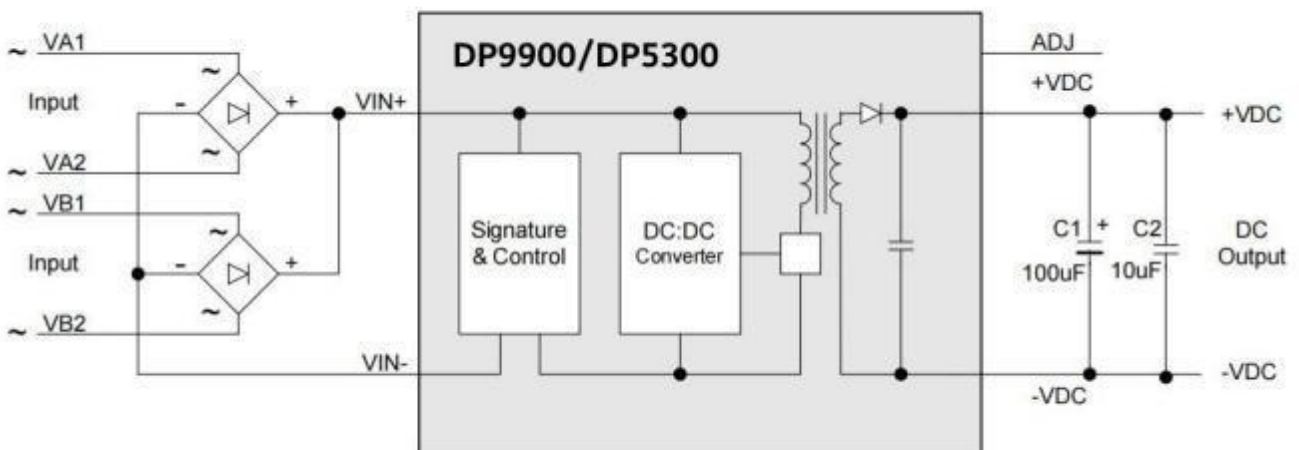 DP9900/DP5300
~ VA1
~
Input
- +
VIN+
~
~ VA2
~ VB1
~
Input
- +
~
~ VB2
VIN-
Signature
& Control
DC:DC
Converter
ADJ
+VDC
+VDC
C1 +
100uF
C2
10uF
DC
Output
-VDC
-VDC